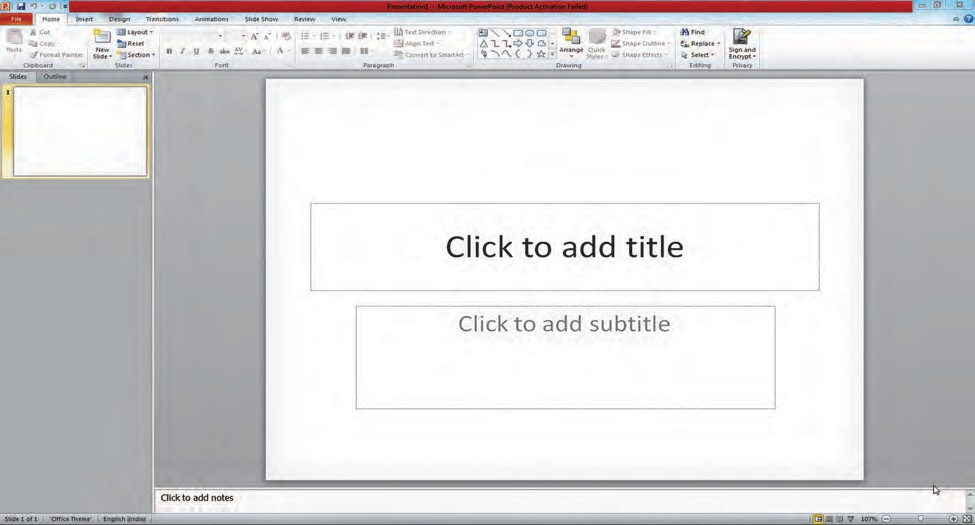 Presentation1 - Microsoft PowerPoint (Product Activation Failed)
File Home Insert Design Transitions Animations Slide Show Review View
Paste
Cut
Copy
Format Painter
Clipboard
New Slide
Layout
Reset
Section
Slides
B I U S abc AV Aa A
Font
Text Direction
Align Text
Convert to SmartArt
Paragraph
Arrange
Quick Styles
Shape Fill
Shape Outline
Shape Effects
Drawing
Find
Replace
Select
Editing
Sign and Encrypt
Privacy
Slides Outline
1
Click to add title
Click to add subtitle
Click to add notes
Slide 1 of 1 "Office Theme" English (India) 107%